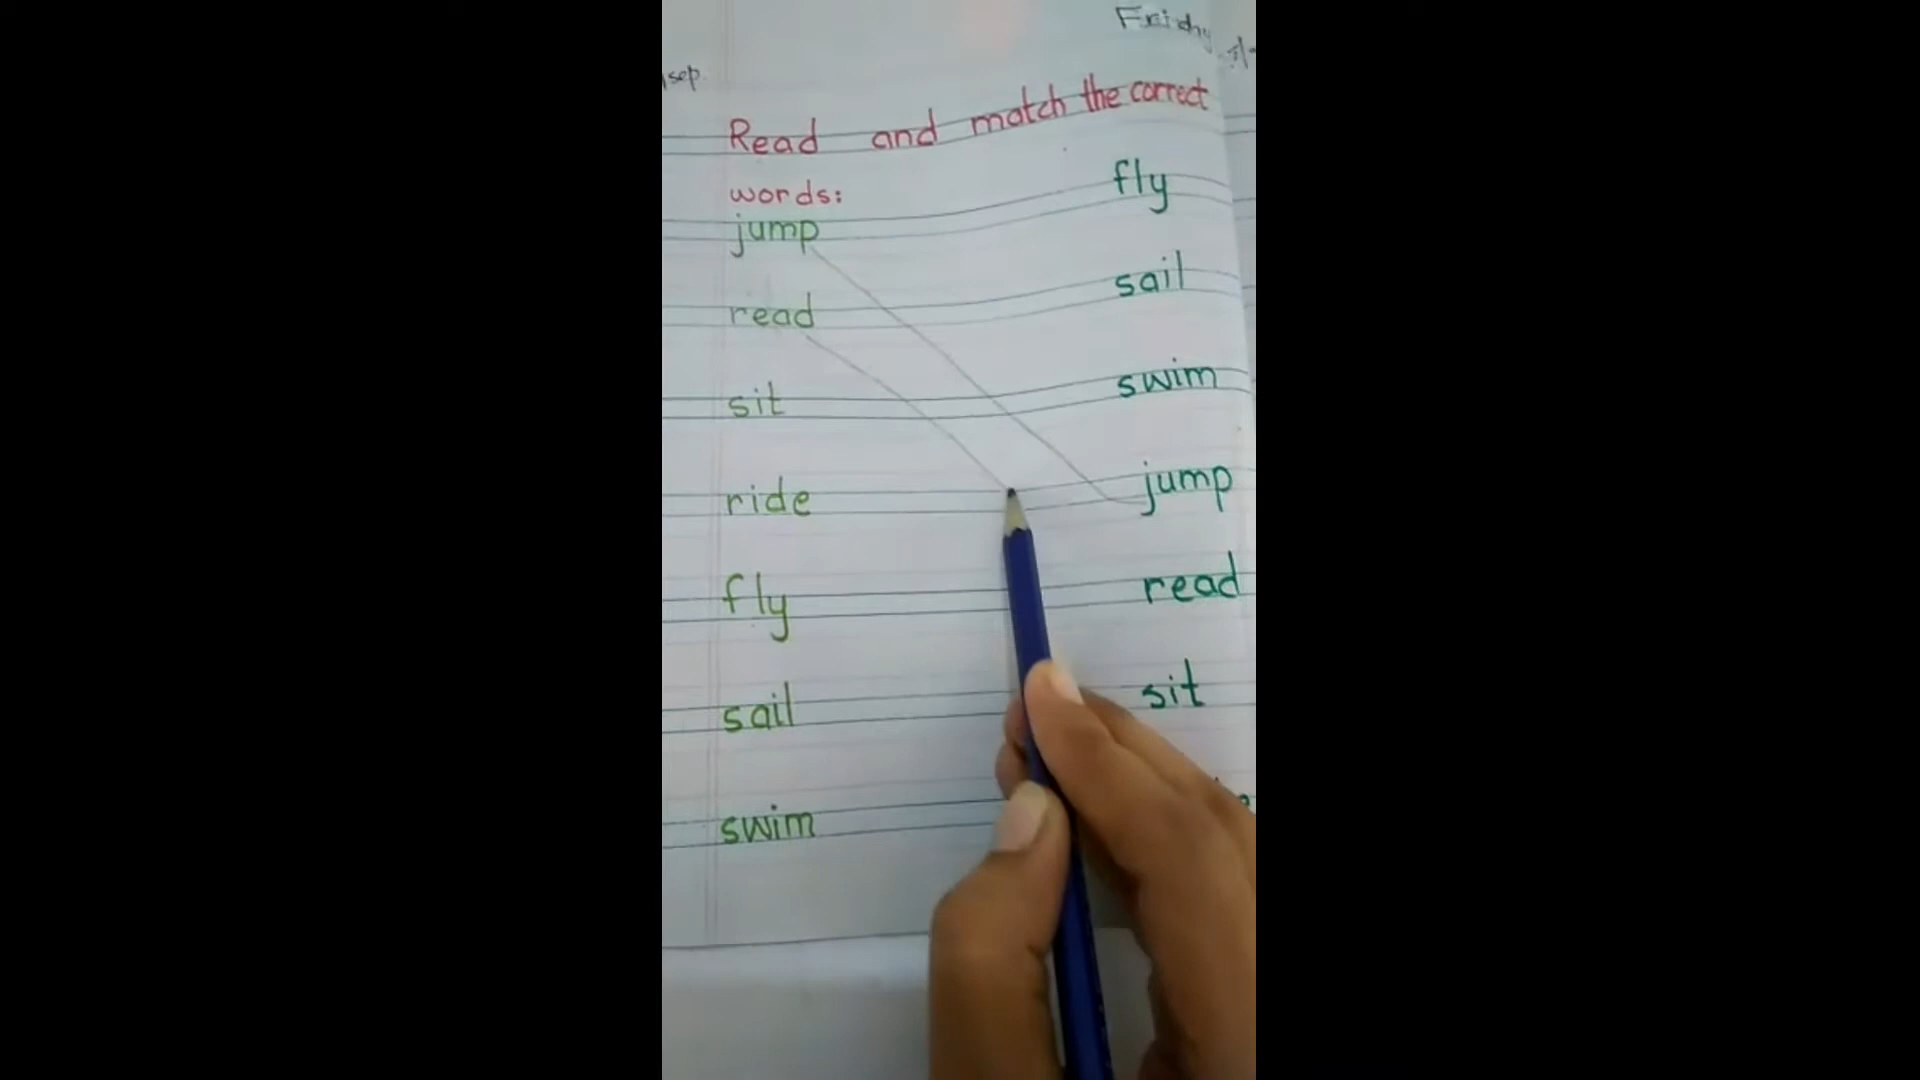 Friday
sep.
Read and match the correct
words:
jump fly
read sail
sit swim
ride jump
fly read
sail sit
swim